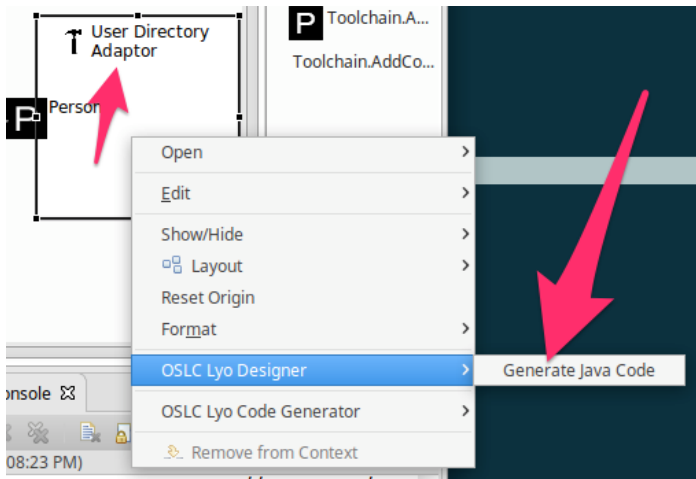 User Directory
Adaptor
P
Toolchain.A...
Toolchain.AddCo...
P
Person
Open
Edit
Show/Hide
Layout
Reset Origin
Format
OSLC Lyo Designer
Generate Java Code
OSLC Lyo Code Generator
Remove from Context
onsole
08:23 PM)